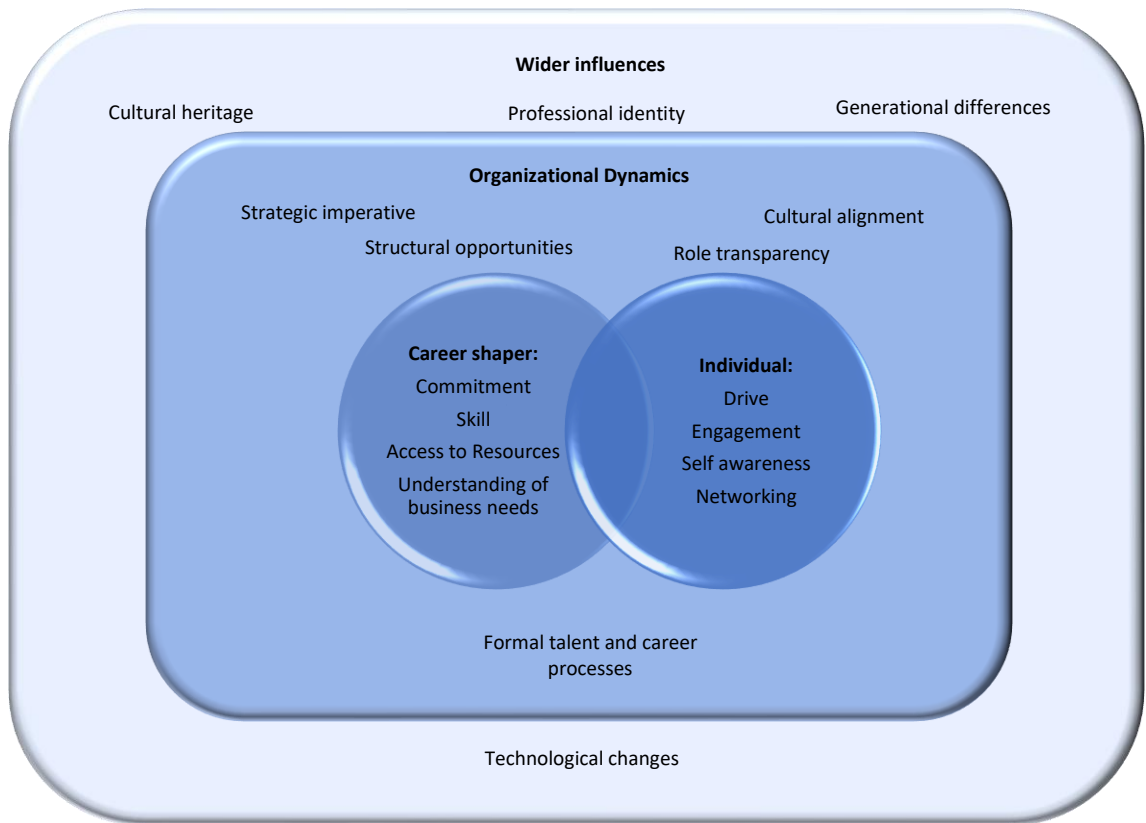 Wider influences
Cultural heritage
Professional identity
Generational differences
Organizational Dynamics
Strategic imperative
Cultural alignment
Structural opportunities
Role transparency
Career shaper:
Commitment
Skill
Access to Resources
Understanding of
business needs
Individual:
Drive
Engagement
Self awareness
Networking
Formal talent and career
processes
Technological changes